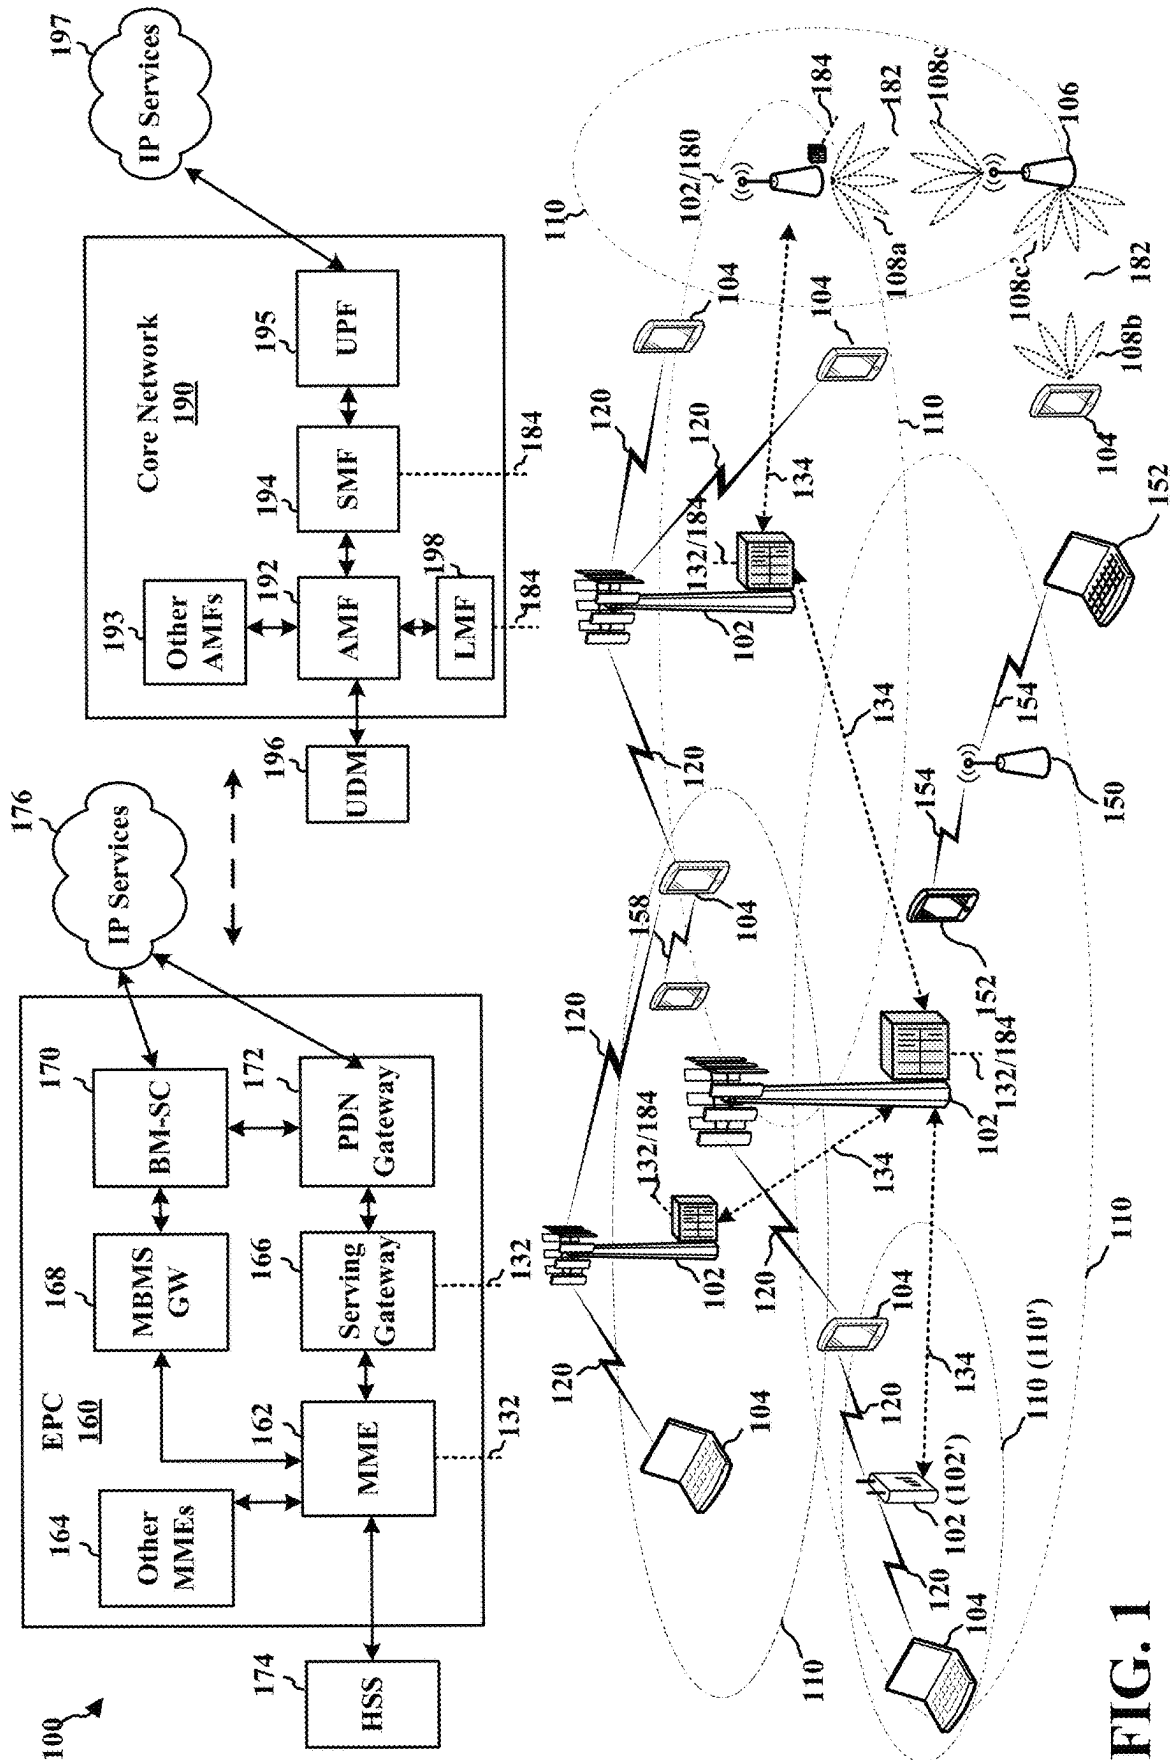 100
174
HSS
EPC
160
164
Other
MMEs
162
MME
132
168
MBMS
GW
166
Serving
Gateway
132
170
BM-SC
172
PDN
Gateway
176
IP Services
196
UDM
Core Network
190
193
Other
AMFs
192
AMF
198
LMF
184
194
SMF
184
195
UPF
197
IP Services
110
104
120
120
102
132/184
158
104
120
120
102
132/184
120
104
120
104
102/180
184
110
108a
182
108c
106
108c'
182
108b
104
134
110
134
134
120
102
132/184
104
120
102 (102')
120
104
134
110 (110')
110
152
154
150
154
152
FIG. 1